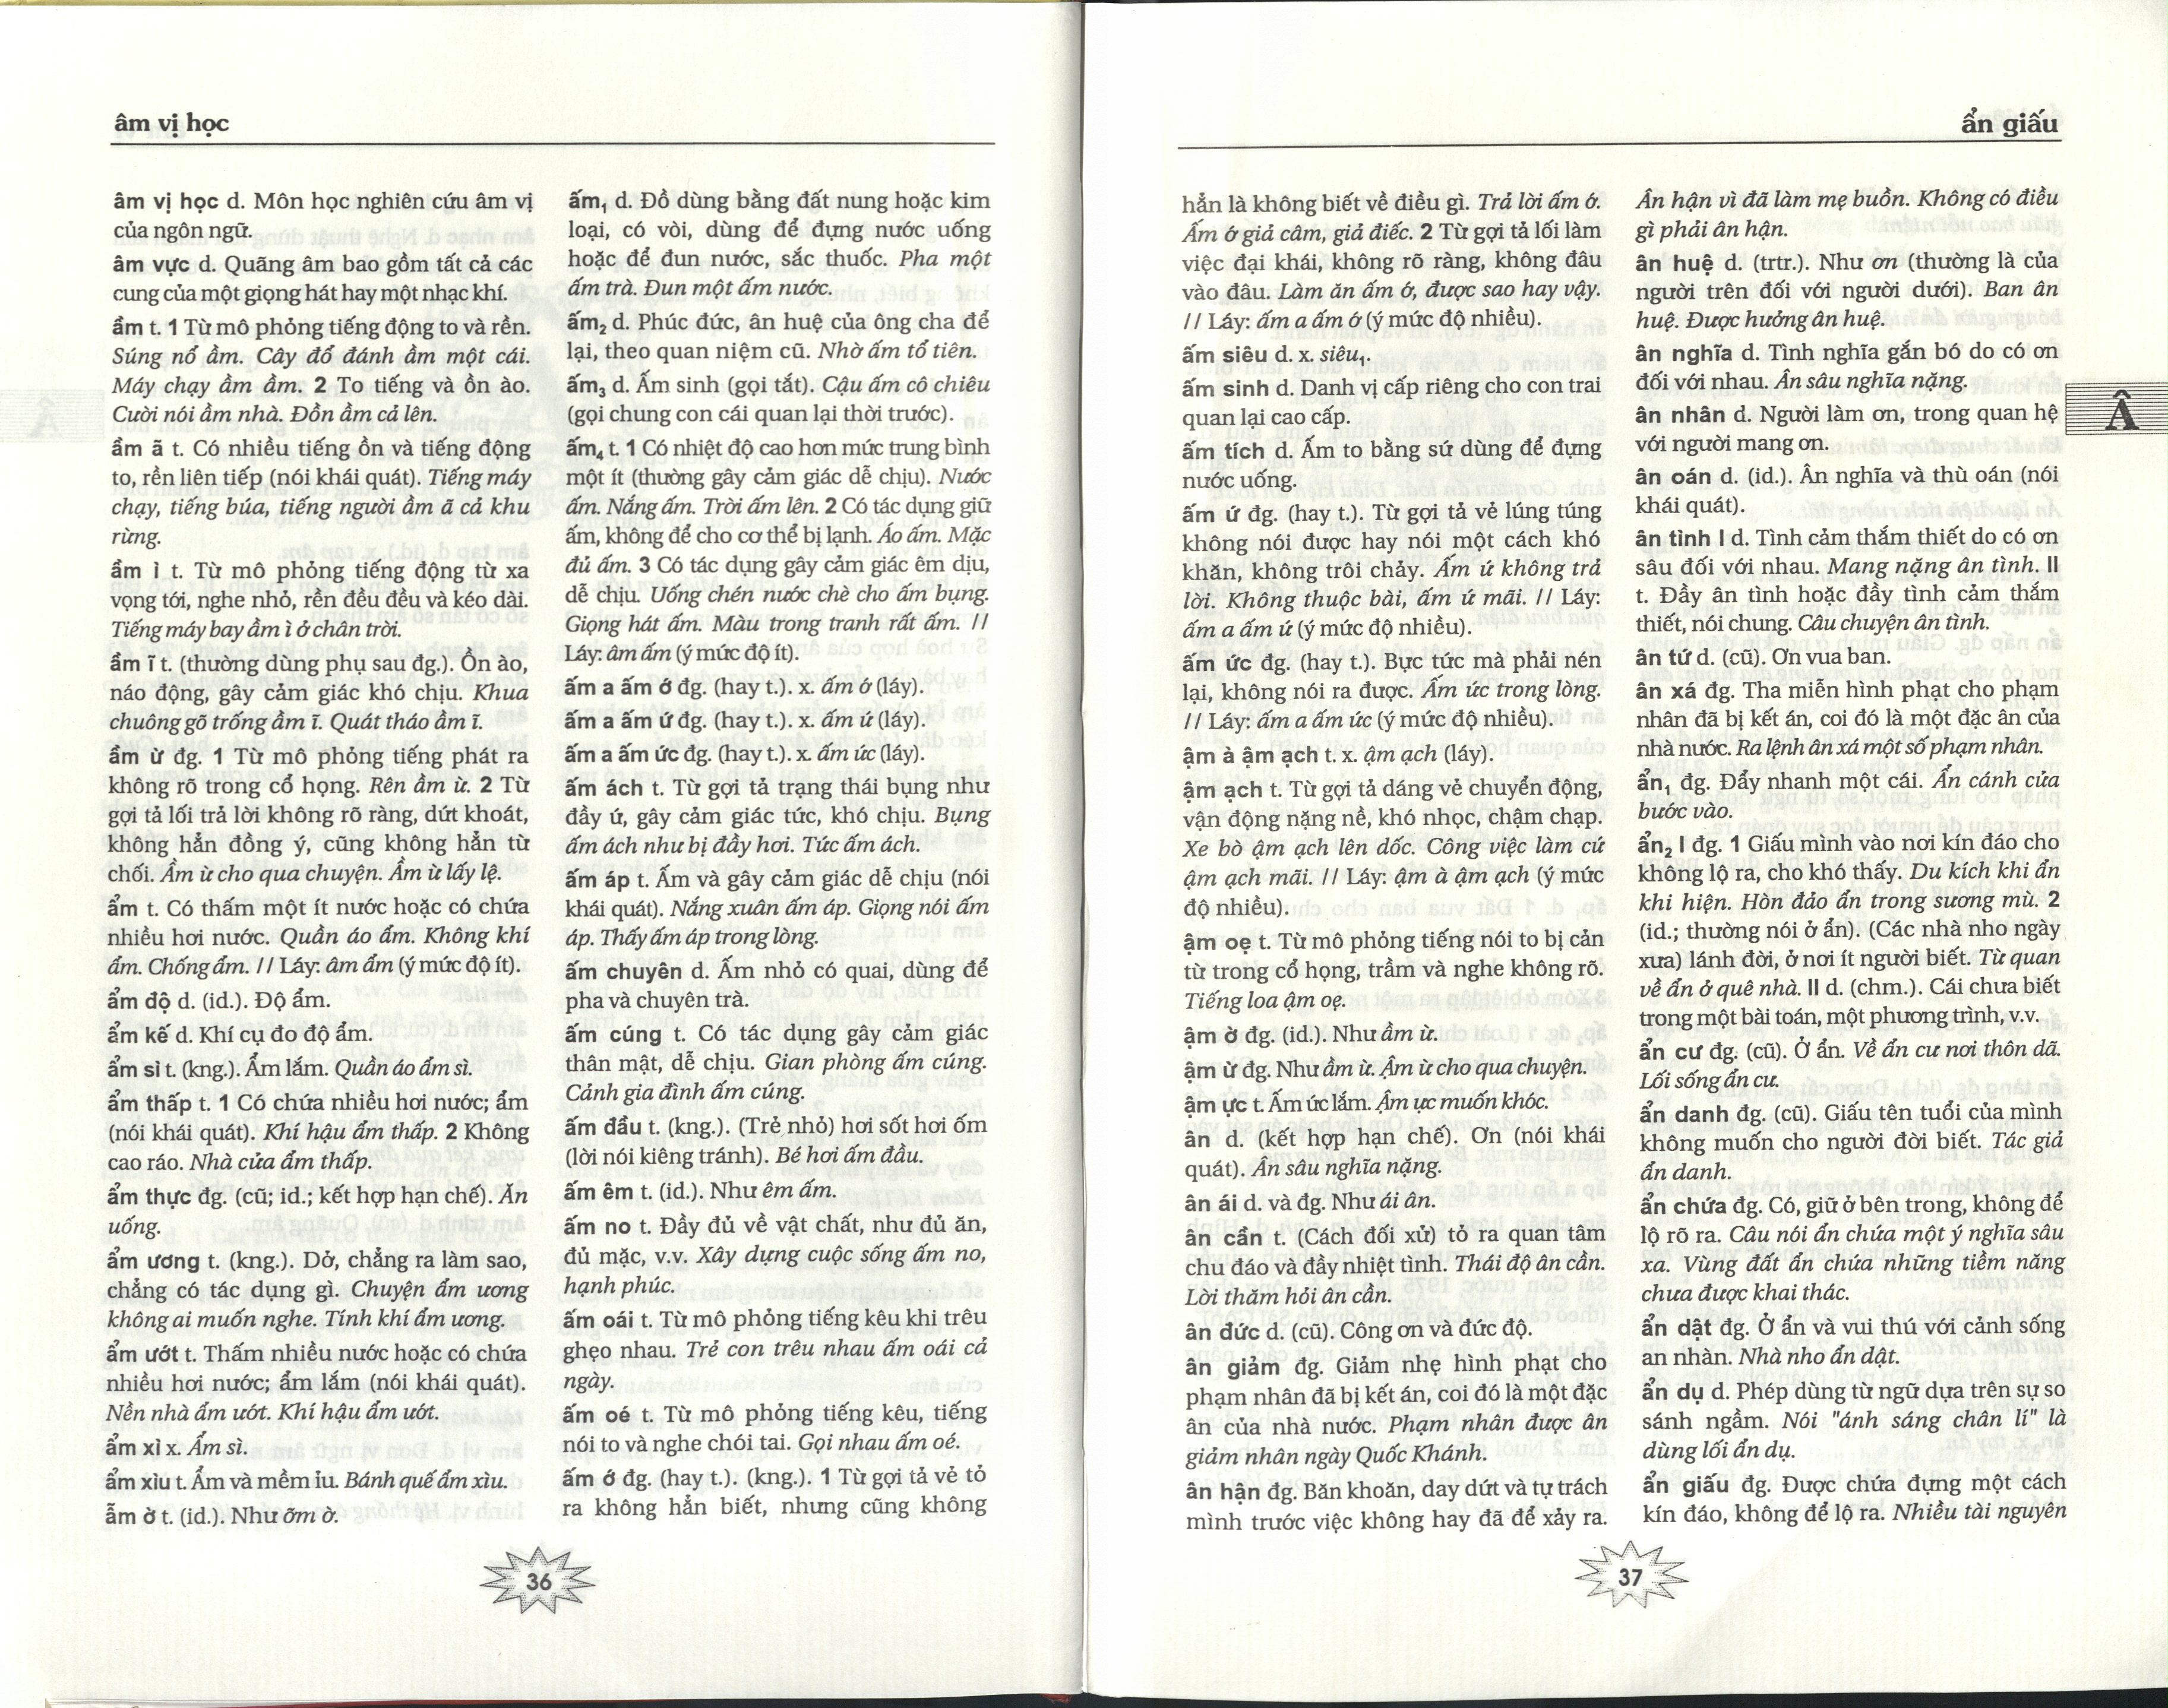 âm vị học
âm vị học d. Môn học nghiên cứu âm vị
của ngôn ngữ.
âm vực d. Quãng âm bao gồm tất cả các
cung của một giọng hát hay một nhạc khí.
ầm t. 1 Từ mô phỏng tiếng động to và rền.
Súng nổ ầm. Cây đổ đánh ầm một cái.
Máy chạy ầm ầm. 2 To tiếng và ồn ào.
Cười nói ầm nhà. Đồn ầm cả lên.
ầm ã t. Có nhiều tiếng ồn và tiếng động
to, rền liên tiếp (nói khái quát). Tiếng máy
chạy, tiếng búa, tiếng người ầm ã cả khu
rừng.
ầm ì t. Từ mô phỏng tiếng động từ xa
vọng tới, nghe nhỏ, rền đều đều và kéo dài.
Tiếng máy bay ầm ì ở chân trời.
ầm ĩ t. (thường dùng phụ sau đg.). Ồn ào,
náo động, gây cảm giác khó chịu. Khua
chuông gõ trống ầm ĩ. Quát tháo ầm ĩ.
ầm ừ đg. 1 Từ mô phỏng tiếng phát ra
không rõ trong cổ họng. Rên ầm ừ. 2 Từ
gợi tả lối trả lời không rõ ràng, dứt khoát,
không hẳn đồng ý, cũng không hẳn từ
chối. Ầm ừ cho qua chuyện. Ầm ừ lấy lệ.
ẩm t. Có thấm một ít nước hoặc có chứa
nhiều hơi nước. Quần áo ẩm. Không khí
ẩm. Chống ẩm. // Láy: âm ẩm (ý mức độ ít).
ẩm độ d. (id.). Độ ẩm.
ẩm kế d. Khí cụ đo độ ẩm.
ẩm sì t. (kng.). Ẩm lắm. Quần áo ẩm sì.
ẩm thấp t. 1 Có chứa nhiều hơi nước; ẩm
(nói khái quát). Khí hậu ẩm thấp. 2 Không
cao ráo. Nhà cửa ẩm thấp.
ẩm thực đg. (cũ; id.; kết hợp hạn chế). Ăn
uống.
ẩm ương t. (kng.). Dở, chẳng ra làm sao,
chẳng có tác dụng gì. Chuyện ẩm ương
không ai muốn nghe. Tính khí ẩm ương.
ẩm ướt t. Thấm nhiều nước hoặc có chứa
nhiều hơi nước; ẩm lắm (nói khái quát).
Nền nhà ẩm ướt. Khí hậu ẩm ướt.
ẩm xì x. Ẩm sì.
ẩm xìu t. Ẩm và mềm ỉu. Bánh quế ẩm xìu.
ẫm ờ t. (id.). Như ỡm ờ.
ấm₁ d. Đồ dùng bằng đất nung hoặc kim
loại, có vòi, dùng để đựng nước uống
hoặc để đun nước, sắc thuốc. Pha một
ấm trà. Đun một ấm nước.
ấm₂ d. Phúc đức, ân huệ của ông cha để
lại, theo quan niệm cũ. Nhờ ấm tổ tiên.
ấm₃ d. Ấm sinh (gọi tắt). Cậu ấm cô chiêu
(gọi chung con cái quan lại thời trước).
ấm₄ t. 1 Có nhiệt độ cao hơn mức trung bình
một ít (thường gây cảm giác dễ chịu). Nước
ấm. Nắng ấm. Trời ấm lên. 2 Có tác dụng giữ
ấm, không để cho cơ thể bị lạnh. Áo ấm. Mặc
đủ ấm. 3 Có tác dụng gây cảm giác êm dịu,
dễ chịu. Uống chén nước chè cho ấm bụng.
Giọng hát ấm. Màu trong tranh rất ấm. //
Láy: âm ấm (ý mức độ ít).
ấm a ấm ớ đg. (hay t.). x. ấm ớ (láy).
ấm a ấm ứ đg. (hay t.). x. ấm ứ (láy).
ấm a ấm ức đg. (hay t.). x. ấm ức (láy).
ấm ách t. Từ gợi tả trạng thái bụng như
đầy ứ, gây cảm giác tức, khó chịu. Bụng
ấm ách như bị đầy hơi. Tức ấm ách.
ấm áp t. Ấm và gây cảm giác dễ chịu (nói
khái quát). Nắng xuân ấm áp. Giọng nói ấm
áp. Thấy ấm áp trong lòng.
ấm chuyên d. Ấm nhỏ có quai, dùng để
pha và chuyên trà.
ấm cúng t. Có tác dụng gây cảm giác
thân mật, dễ chịu. Gian phòng ấm cúng.
Cảnh gia đình ấm cúng.
ấm đầu t. (kng.). (Trẻ nhỏ) hơi sốt hơi ốm
(lời nói kiêng tránh). Bé hơi ấm đầu.
ấm êm t. (id.). Như êm ấm.
ấm no t. Đầy đủ về vật chất, như đủ ăn,
đủ mặc, v.v. Xây dựng cuộc sống ấm no,
hạnh phúc.
ấm oái t. Từ mô phỏng tiếng kêu khi trêu
ghẹo nhau. Trẻ con trêu nhau ấm oái cả
ngày.
ấm oé t. Từ mô phỏng tiếng kêu, tiếng
nói to và nghe chói tai. Gọi nhau ấm oé.
ấm ớ đg. (hay t.). (kng.). 1 Từ gợi tả vẻ tỏ
ra không hẳn biết, nhưng cũng không
36
ẩn giấu
hẳn là không biết về điều gì. Trả lời ấm ớ.
Ấm ớ giả câm, giả điếc. 2 Từ gợi tả lối làm
việc đại khái, không rõ ràng, không đâu
vào đâu. Làm ăn ấm ớ, được sao hay vậy.
// Láy: ấm a ấm ớ (ý mức độ nhiều).
ấm siêu d. x. siêu₁.
ấm sinh d. Danh vị cấp riêng cho con trai
quan lại cao cấp.
ấm tích d. Ấm to bằng sứ dùng để đựng
nước uống.
ấm ứ đg. (hay t.). Từ gợi tả vẻ lúng túng
không nói được hay nói một cách khó
khăn, không trôi chảy. Ấm ứ không trả
lời. Không thuộc bài, ấm ứ mãi. // Láy:
ấm a ấm ứ (ý mức độ nhiều).
ấm ức đg. (hay t.). Bực tức mà phải nén
lại, không nói ra được. Ấm ức trong lòng.
// Láy: ấm a ấm ức (ý mức độ nhiều).
ậm à ậm ạch t. x. ậm ạch (láy).
ậm ạch t. Từ gợi tả dáng vẻ chuyển động,
vận động nặng nề, khó nhọc, chậm chạp.
Xe bò ậm ạch lên dốc. Công việc làm cứ
ậm ạch mãi. // Láy: ậm à ậm ạch (ý mức
độ nhiều).
ậm oẹ t. Từ mô phỏng tiếng nói to bị cản
từ trong cổ họng, trầm và nghe không rõ.
Tiếng loa ậm oẹ.
ậm ờ đg. (id.). Như ầm ừ.
ậm ừ đg. Như ầm ừ. Ậm ừ cho qua chuyện.
ậm ực t. Ấm ức lắm. Ậm ực muốn khóc.
ân d. (kết hợp hạn chế). Ơn (nói khái
quát). Ân sâu nghĩa nặng.
ân ái d. và đg. Như ái ân.
ân cần t. (Cách đối xử) tỏ ra quan tâm
chu đáo và đầy nhiệt tình. Thái độ ân cần.
Lời thăm hỏi ân cần.
ân đức d. (cũ). Công ơn và đức độ.
ân giảm đg. Giảm nhẹ hình phạt cho
phạm nhân đã bị kết án, coi đó là một đặc
ân của nhà nước. Phạm nhân được ân
giảm nhân ngày Quốc Khánh.
ân hận đg. Băn khoăn, day dứt và tự trách
mình trước việc không hay đã để xảy ra.
Ân hận vì đã làm mẹ buồn. Không có điều
gì phải ân hận.
ân huệ d. (trtr.). Như ơn (thường là của
người trên đối với người dưới). Ban ân
huệ. Được hưởng ân huệ.
ân nghĩa d. Tình nghĩa gắn bó do có ơn
đối với nhau. Ân sâu nghĩa nặng.
ân nhân d. Người làm ơn, trong quan hệ
với người mang ơn.
ân oán d. (id.). Ân nghĩa và thù oán (nói
khái quát).
ân tình I d. Tình cảm thắm thiết do có ơn
sâu đối với nhau. Mang nặng ân tình. II
t. Đầy ân tình hoặc đầy tình cảm thắm
thiết, nói chung. Câu chuyện ân tình.
ân tứ d. (cũ). Ơn vua ban.
ân xá đg. Tha miễn hình phạt cho phạm
nhân đã bị kết án, coi đó là một đặc ân của
nhà nước. Ra lệnh ân xá một số phạm nhân.
ẩn₁ đg. Đẩy nhanh một cái. Ẩn cánh cửa
bước vào.
ẩn₂ I đg. 1 Giấu mình vào nơi kín đáo cho
không lộ ra, cho khó thấy. Du kích khi ẩn
khi hiện. Hòn đảo ẩn trong sương mù. 2
(id.; thường nói ở ẩn). (Các nhà nho ngày
xưa) lánh đời, ở nơi ít người biết. Từ quan
về ẩn ở quê nhà. II d. (chm.). Cái chưa biết
trong một bài toán, một phương trình, v.v.
ẩn cư đg. (cũ). Ở ẩn. Về ẩn cư nơi thôn dã.
Lối sống ẩn cư.
ẩn danh đg. (cũ). Giấu tên tuổi của mình
không muốn cho người đời biết. Tác giả
ẩn danh.
ẩn chứa đg. Có, giữ ở bên trong, không để
lộ rõ ra. Câu nói ẩn chứa một ý nghĩa sâu
xa. Vùng đất ẩn chứa những tiềm năng
chưa được khai thác.
ẩn dật đg. Ở ẩn và vui thú với cảnh sống
an nhàn. Nhà nho ẩn dật.
ẩn dụ d. Phép dùng từ ngữ dựa trên sự so
sánh ngầm. Nói "ánh sáng chân lí" là
dùng lối ẩn dụ.
ẩn giấu đg. Được chứa đựng một cách
kín đáo, không để lộ ra. Nhiều tài nguyên
Â
37